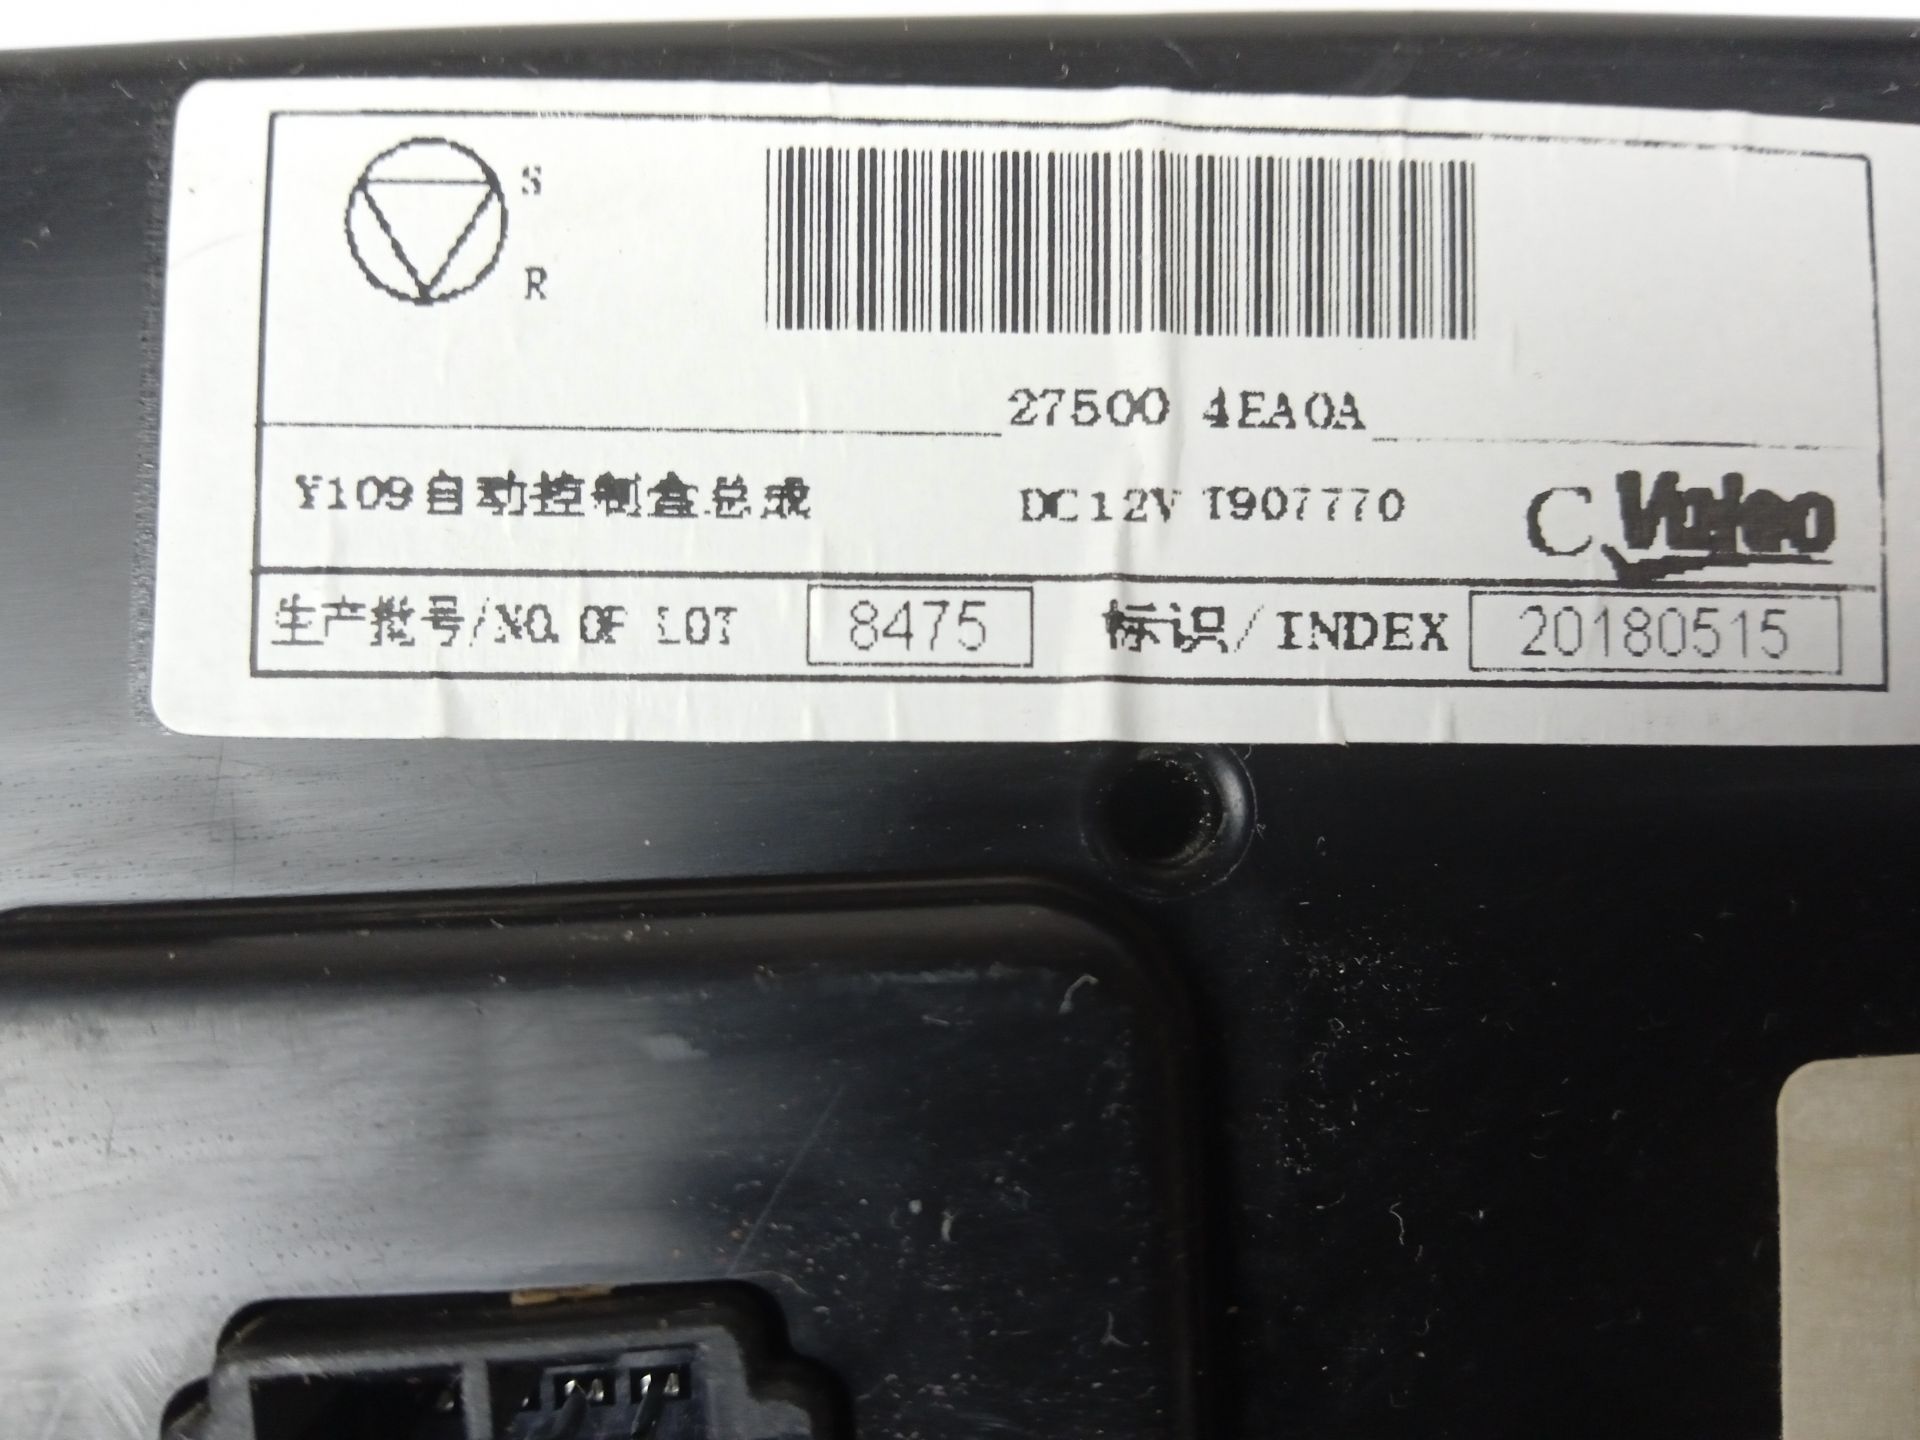 S
R
27500 4EA0A
Y109自动控制盒总成 DC12V T907770 C Valeo
生产批号/NO. OF LOT 8475 标识/INDEX 20180515